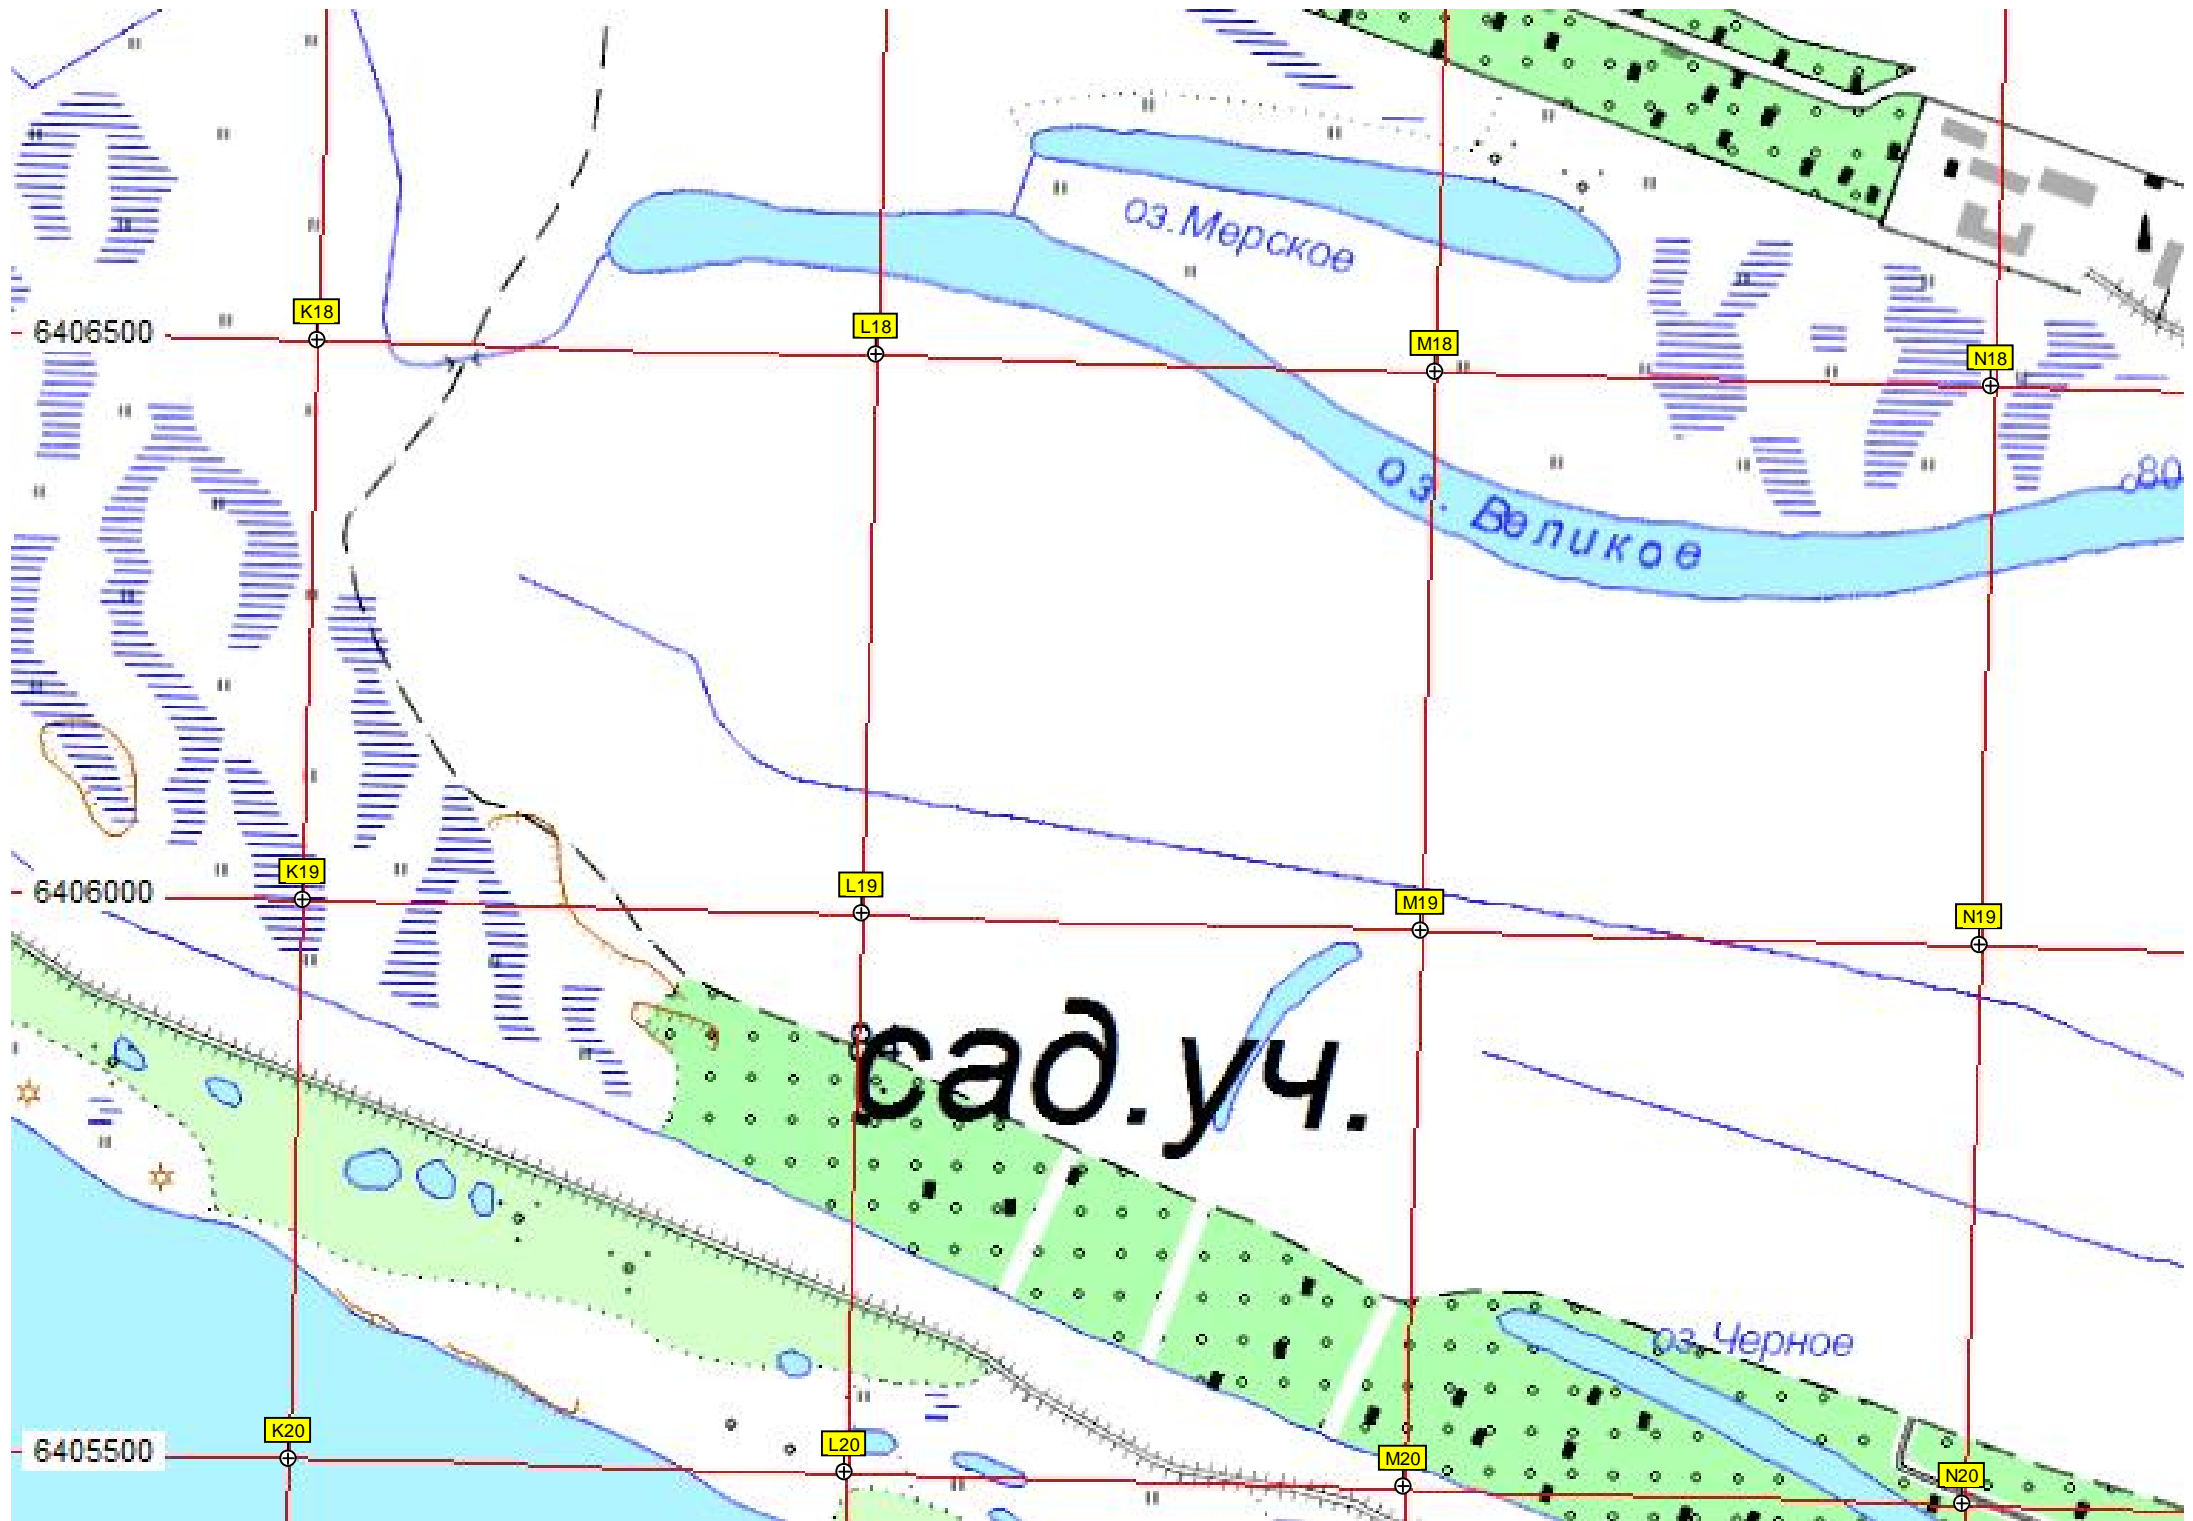 оз.Мерское
K18
6406500
L18
M18
N18
оз. Великое
80
K19
6406000
L19
M19
N19
сад.уч.
оз.Черное
K20
6405500
L20
M20
N20